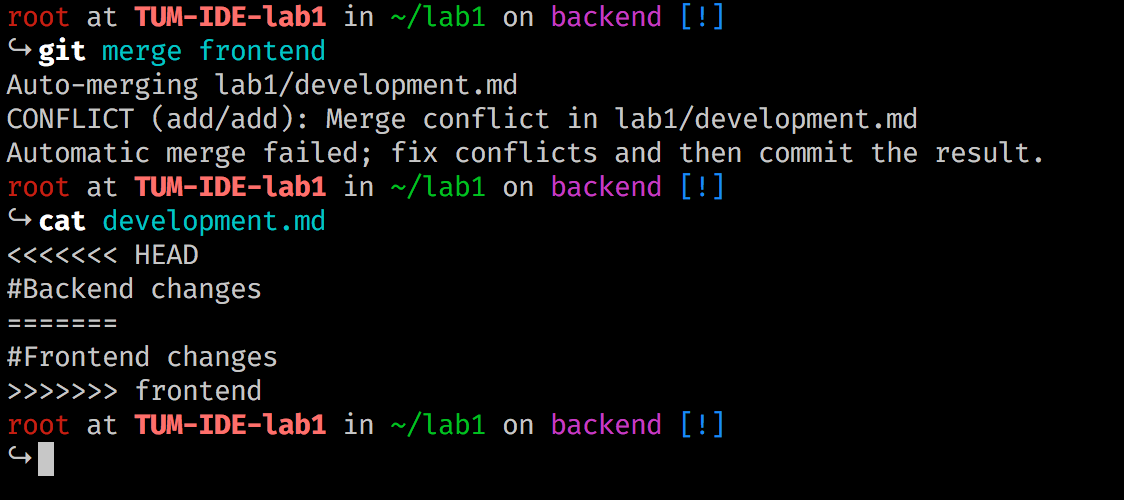 root at TUM-IDE-lab1 in ~/lab1 on backend [!]
↪git merge frontend
Auto-merging lab1/development.md
CONFLICT (add/add): Merge conflict in lab1/development.md
Automatic merge failed; fix conflicts and then commit the result.
root at TUM-IDE-lab1 in ~/lab1 on backend [!]
↪cat development.md
<<<<<<< HEAD
#Backend changes
=======
#Frontend changes
>>>>>>> frontend
root at TUM-IDE-lab1 in ~/lab1 on backend [!]
↪